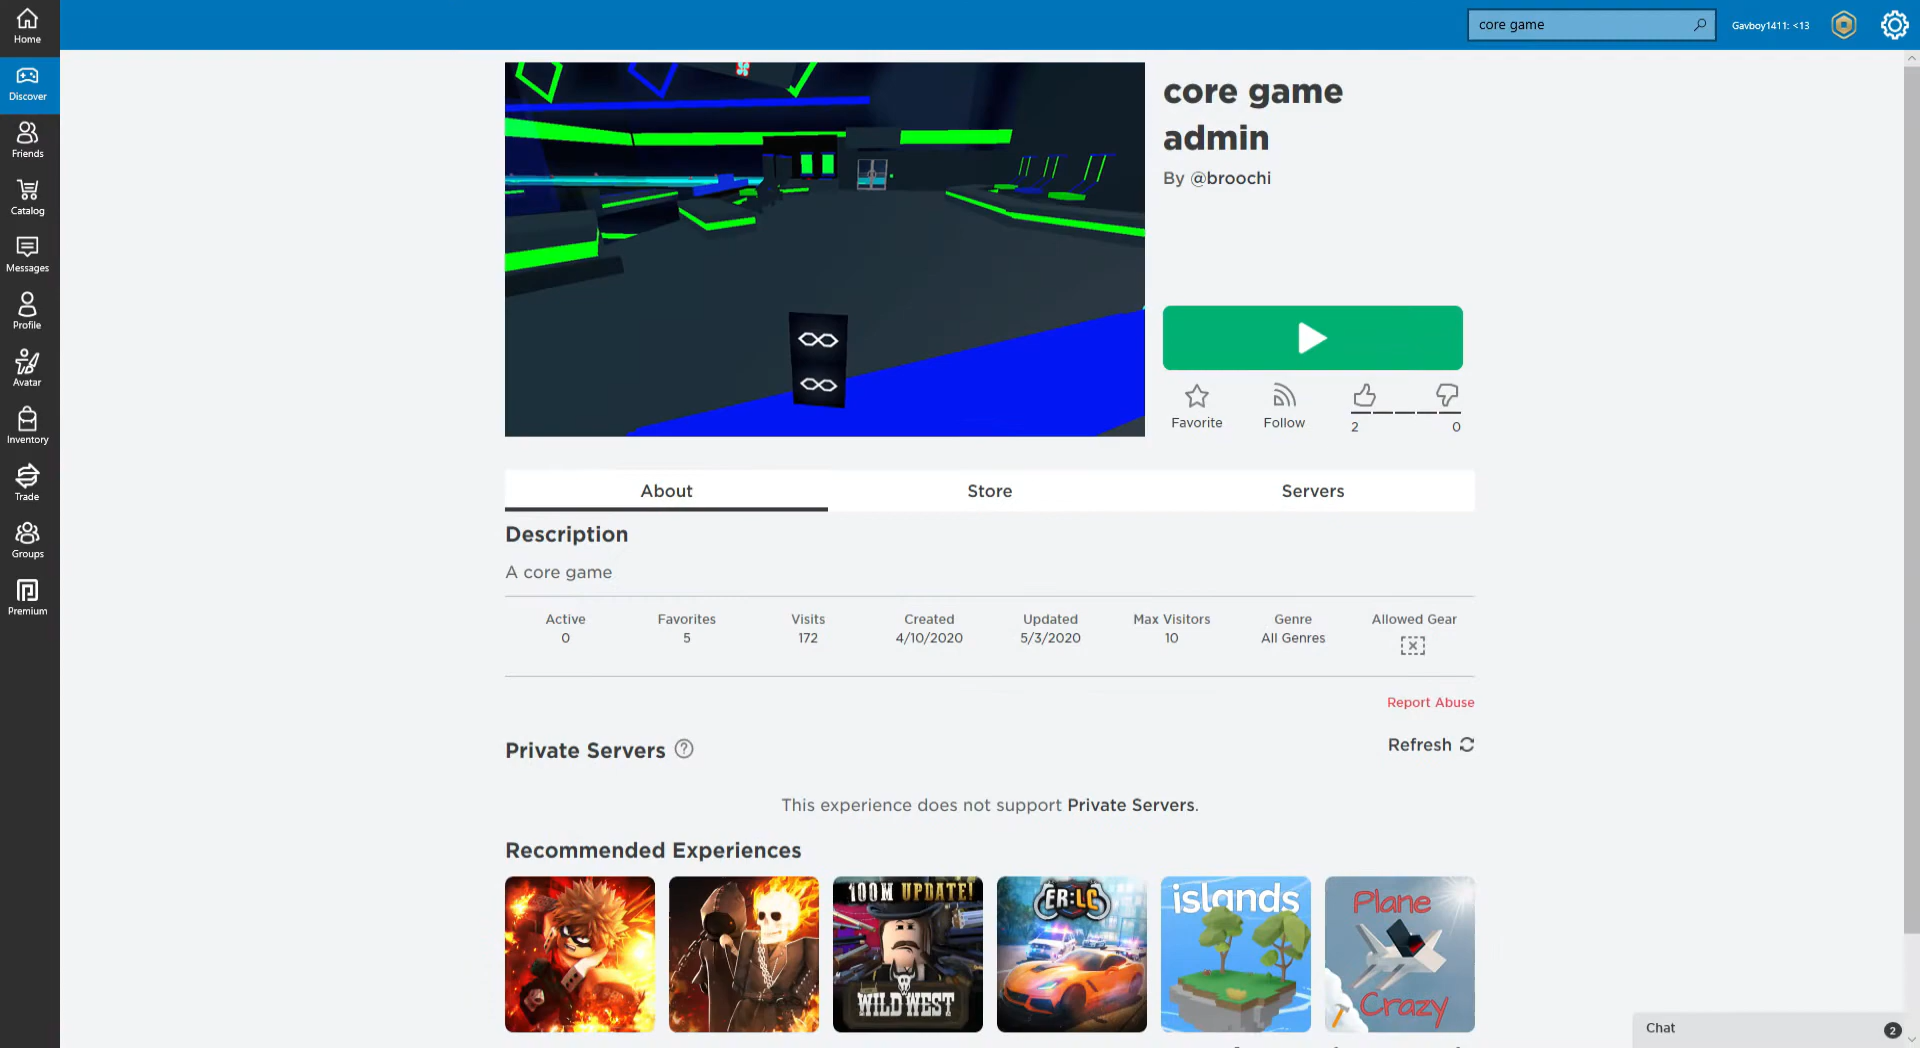 Home
core game
Gavboy1411: <13
Discover
Friends
Catalog
Messages
Profile
Avatar
Inventory
Trade
Groups
Premium
core game
admin
By @broochi
Favorite
Follow
2
0
About
Store
Servers
Description
A core game
Active
0
Favorites
5
Visits
172
Created
4/10/2020
Updated
5/3/2020
Max Visitors
10
Genre
All Genres
Allowed Gear
Report Abuse
Private Servers
Refresh
This experience does not support Private Servers.
Recommended Experiences
100M UPDATE!
WILD WEST
ER:LC
islands
Plane
Crazy
Chat
2